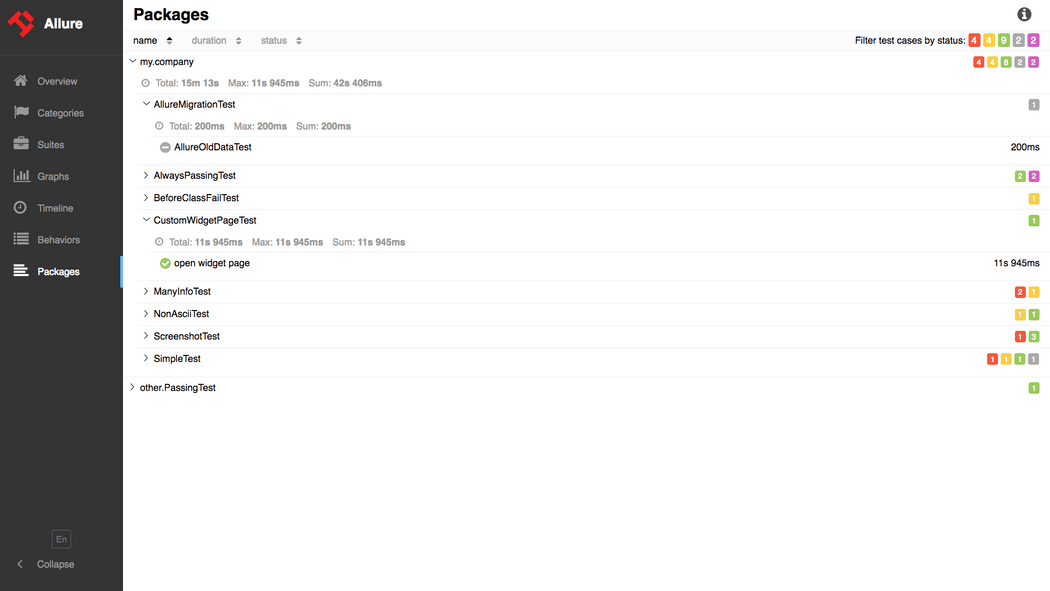 Allure
Overview
Categories
Suites
Graphs
Timeline
Behaviors
Packages
En
Collapse
Packages
name duration status Filter test cases by status: 4 4 9 2 2
my.company 4 4 8 2 2
Total: 15m 13s Max: 11s 945ms Sum: 42s 406ms
AllureMigrationTest 1
Total: 200ms Max: 200ms Sum: 200ms
AllureOldDataTest 200ms
AlwaysPassingTest 2 2
BeforeClassFailTest 1
CustomWidgetPageTest 1
Total: 11s 945ms Max: 11s 945ms Sum: 11s 945ms
open widget page 11s 945ms
ManyInfoTest 2 1
NonAsciiTest 1 1
ScreenshotTest 1 3
SimpleTest 1 1 1 1
other.PassingTest 1